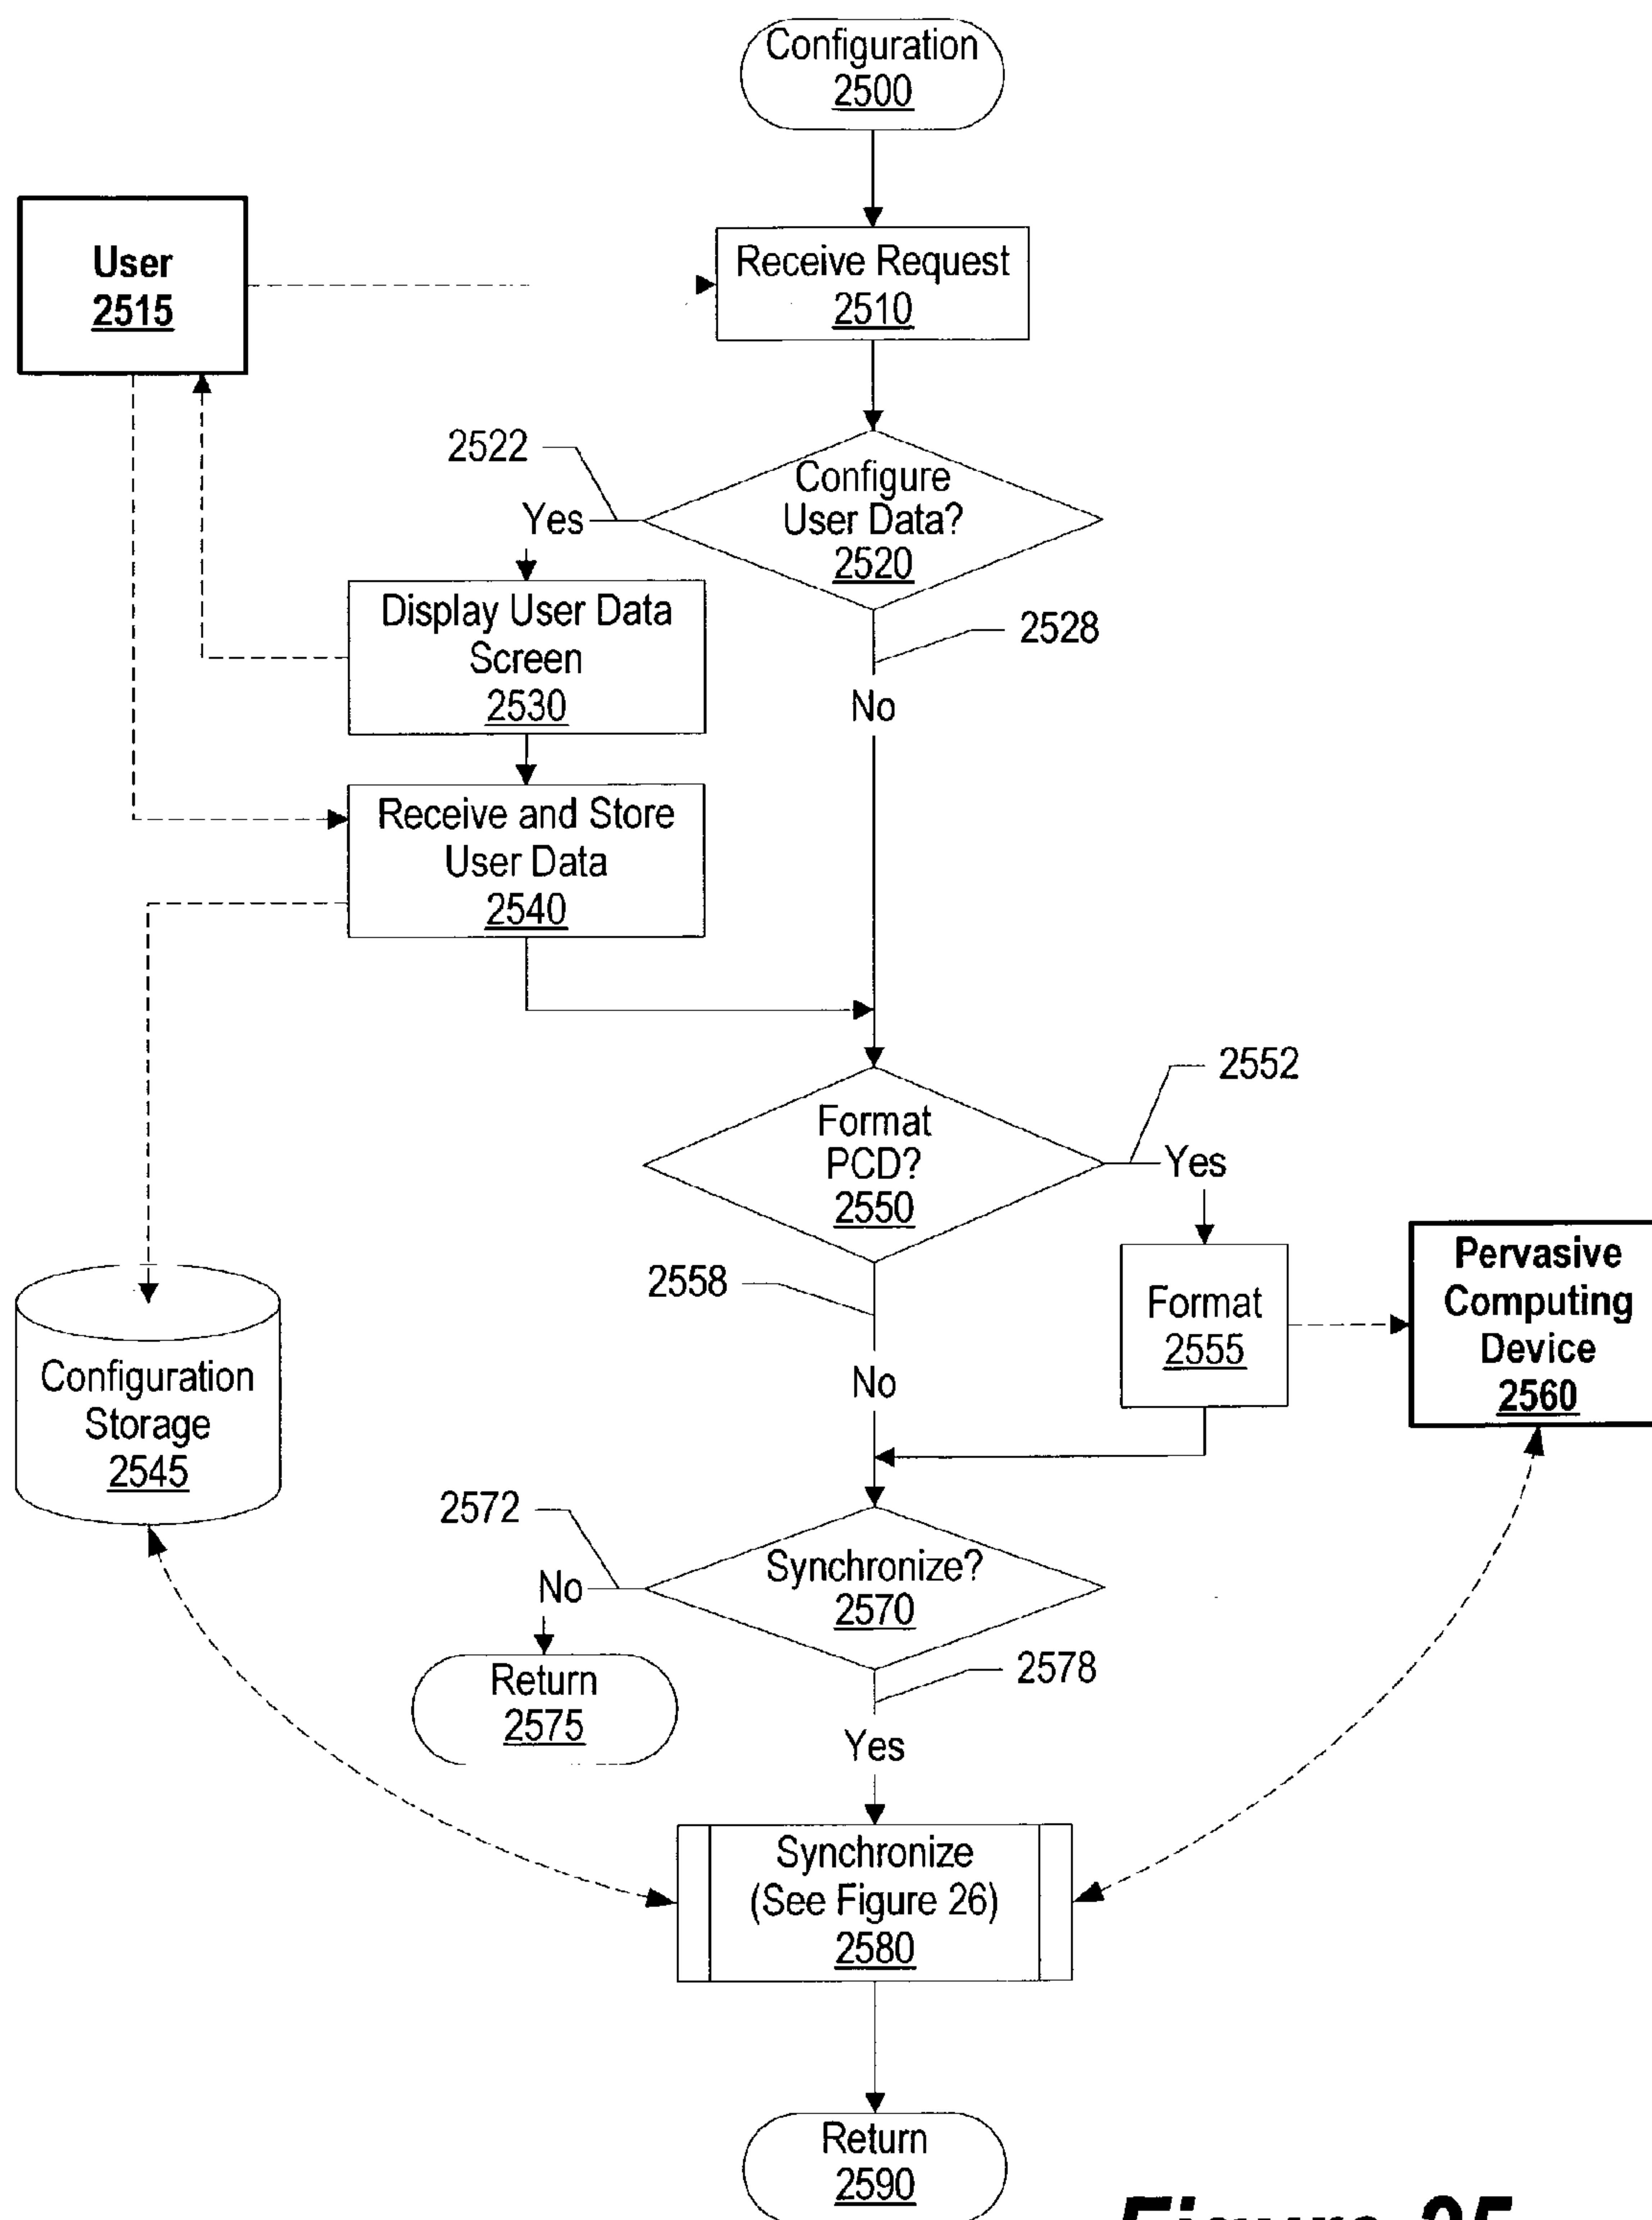 Configuration
2500
User
2515
Receive Request
2510
2522
Configure
User Data?
2520
Yes
2528
Display User Data
Screen
2530
No
Receive and Store
User Data
2540
2552
Format
PCD?
2550
Yes
2558
Format
2555
Pervasive
Computing
Device
2560
No
Configuration
Storage
2545
2572
Synchronize?
2570
No
2578
Return
2575
Yes
Synchronize
(See Figure 26)
2580
Return
2590
Figure 25